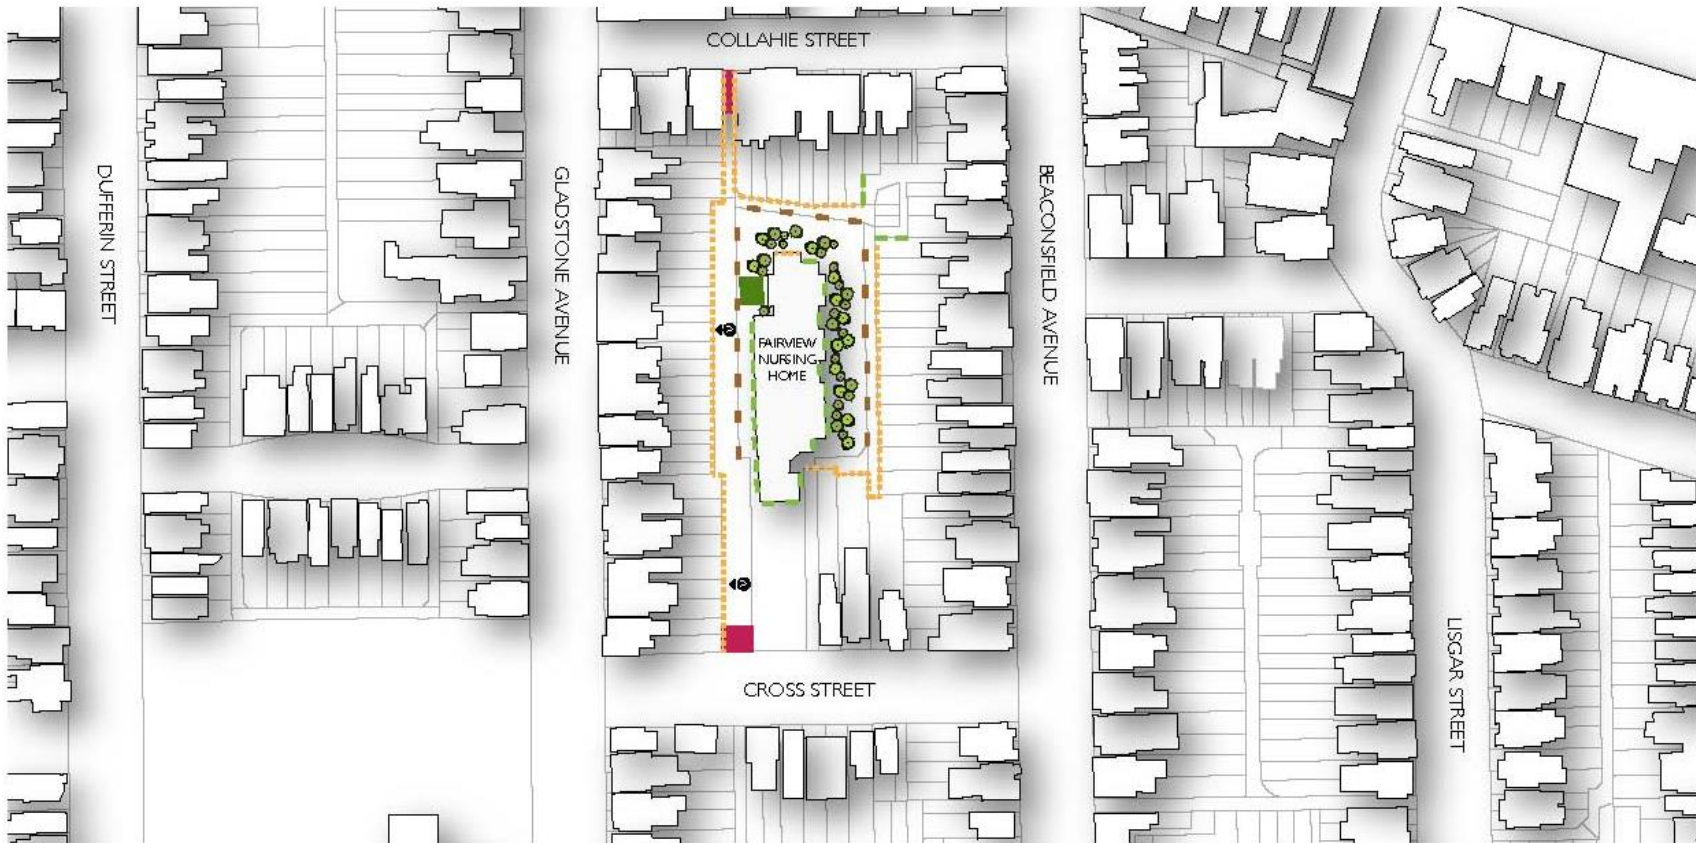 COLLAHIE STREET
DUFFERIN STREET
GLADSTONE AVENUE
BEACONSFIELD AVENUE
FAIRVIEW
NURSING
HOME
LISGAR STREET
CROSS STREET